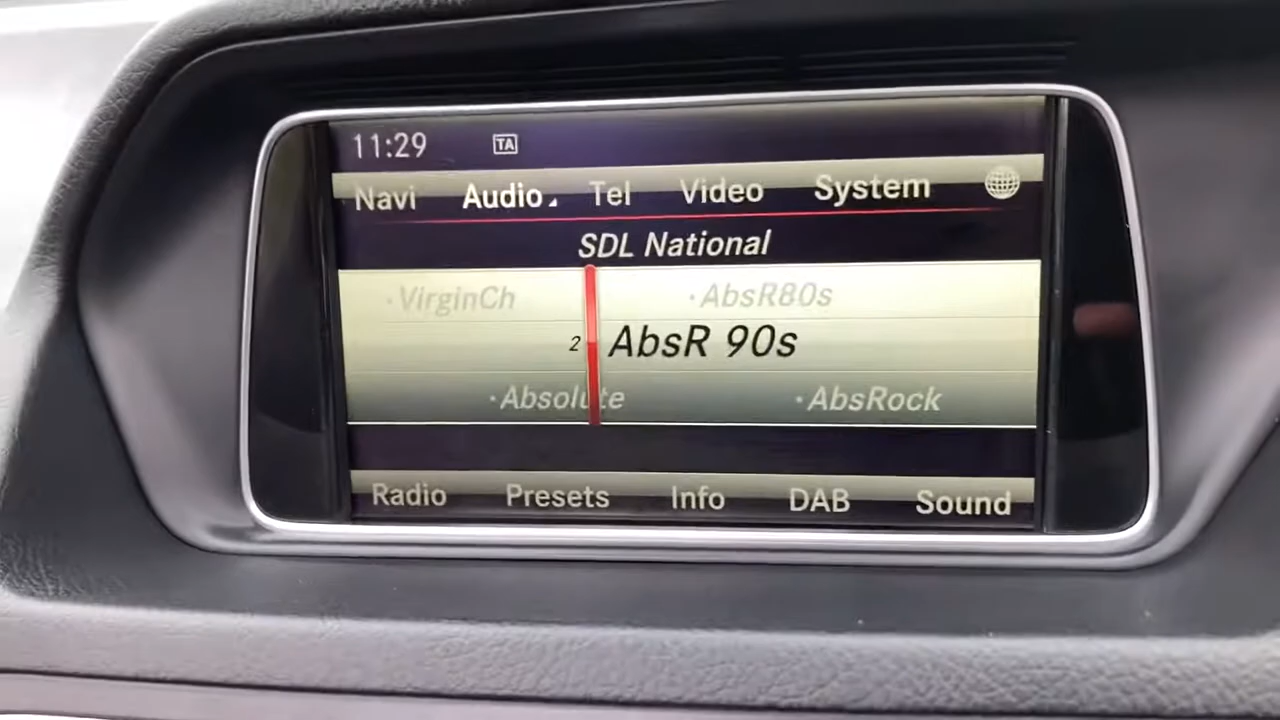 11:29 TA
Navi Audio Tel Video System
SDL National
·VirginCh ·AbsR80s
2 AbsR 90s
·Absolute ·AbsRock
Radio Presets Info DAB Sound